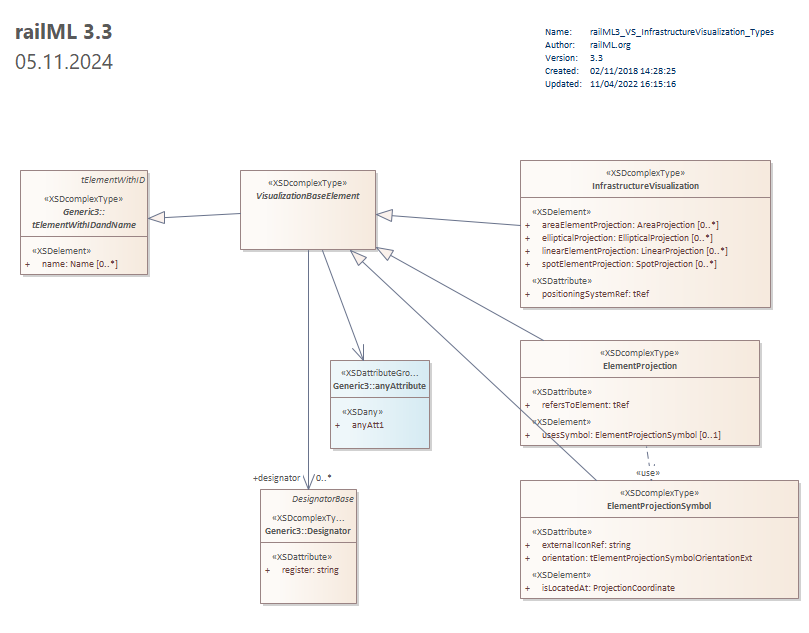 railML 3.3
05.11.2024
Name: railML3_VS_InfrastructureVisualization_Types
Author: railML.org
Version: 3.3
Created: 02/11/2018 14:28:25
Updated: 11/04/2022 16:15:16
tElementWithID
«XSDcomplexType»
Generic3::
tElementWithIDandName
«XSDelement»
+ name: Name [0..*]
«XSDcomplexType»
VisualizationBaseElement
«XSDcomplexType»
InfrastructureVisualization
«XSDelement»
+ areaElementProjection: AreaProjection [0..*]
+ ellipticalProjection: EllipticalProjection [0..*]
+ linearElementProjection: LinearProjection [0..*]
+ spotElementProjection: SpotProjection [0..*]
«XSDattribute»
+ positioningSystemRef: tRef
«XSDcomplexType»
ElementProjection
«XSDattribute»
+ refersToElement: tRef
«XSDelement»
+ usesSymbol: ElementProjectionSymbol [0..1]
«XSDattributeGro...
Generic3::anyAttribute
«XSDany»
+ anyAtt1
«use»
+designator 0..*
DesignatorBase
«XSDcomplexTy...
Generic3::Designator
«XSDattribute»
+ register: string
«XSDcomplexType»
ElementProjectionSymbol
«XSDattribute»
+ externalIconRef: string
+ orientation: tElementProjectionSymbolOrientationExt
«XSDelement»
+ isLocatedAt: ProjectionCoordinate